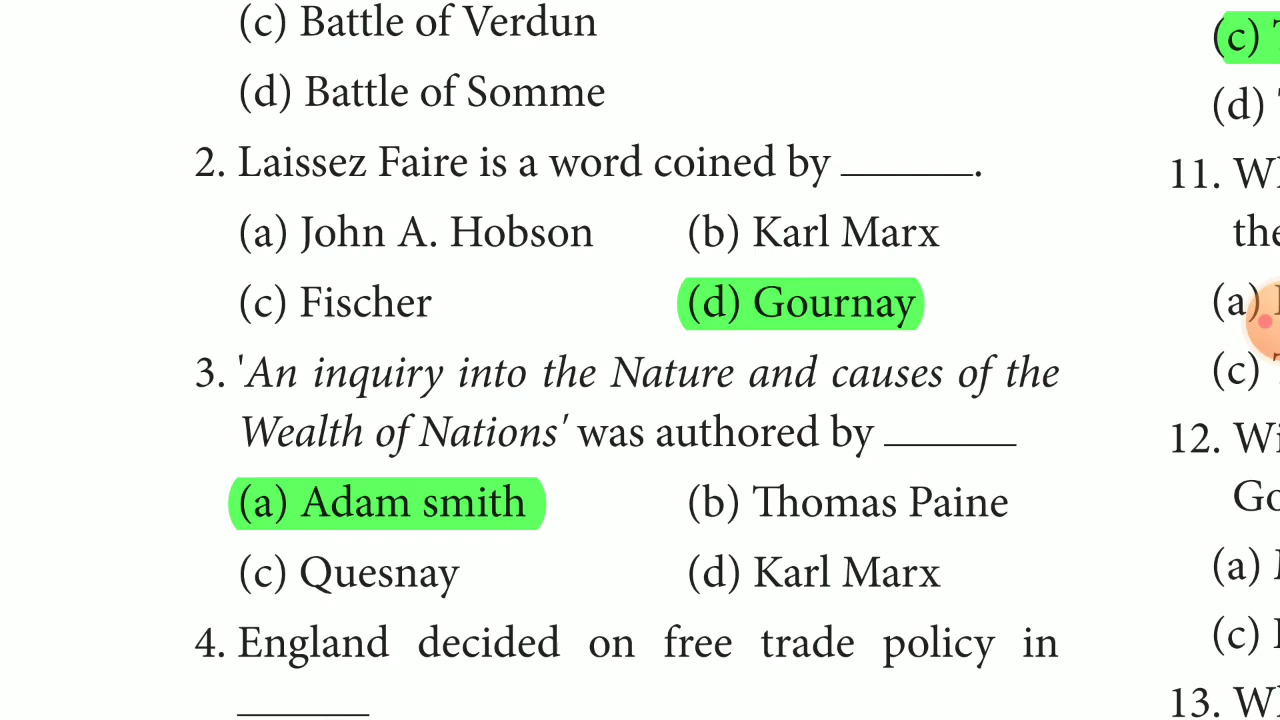 (c) Battle of Verdun
(d) Battle of Somme
2. Laissez Faire is a word coined by ______.
(a) John A. Hobson (b) Karl Marx
(c) Fischer (d) Gournay
3. 'An inquiry into the Nature and causes of the
Wealth of Nations' was authored by ______
(a) Adam smith (b) Thomas Paine
(c) Quesnay (d) Karl Marx
4. England decided on free trade policy in
______
(c)
(d)
11.
(a)
(c)
12.
(a)
(c)
13.